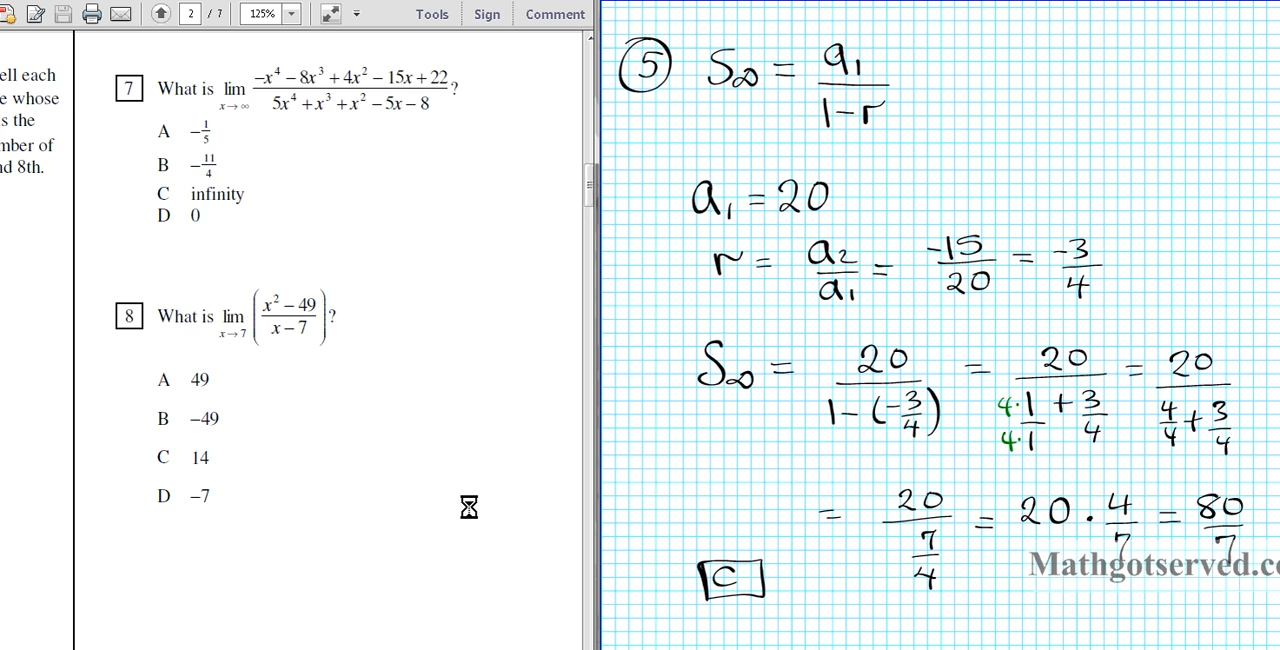 2 / 7 125% Tools Sign Comment
ell each
e whose
s the
mber of
nd 8th.
7 What is lim x→∞ (−x⁴ − 8x³ + 4x² − 15x + 22)/(5x⁴ + x³ + x² − 5x − 8)?
A −1/5
B −11/4
C infinity
D 0
8 What is lim x→7 ((x² − 49)/(x − 7))?
A 49
B −49
C 14
D −7
5 S∞ = a₁/(1−r)
a₁ = 20
r = a₂/a₁ = −15/20 = −3/4
S∞ = 20/(1−(−3/4)) = 20/(4·1/4·1 + 3/4) = 20/(4/4 + 3/4)
= 20/(7/4) = 20 · 4/7 = 80/7
C
Mathgotserved.c